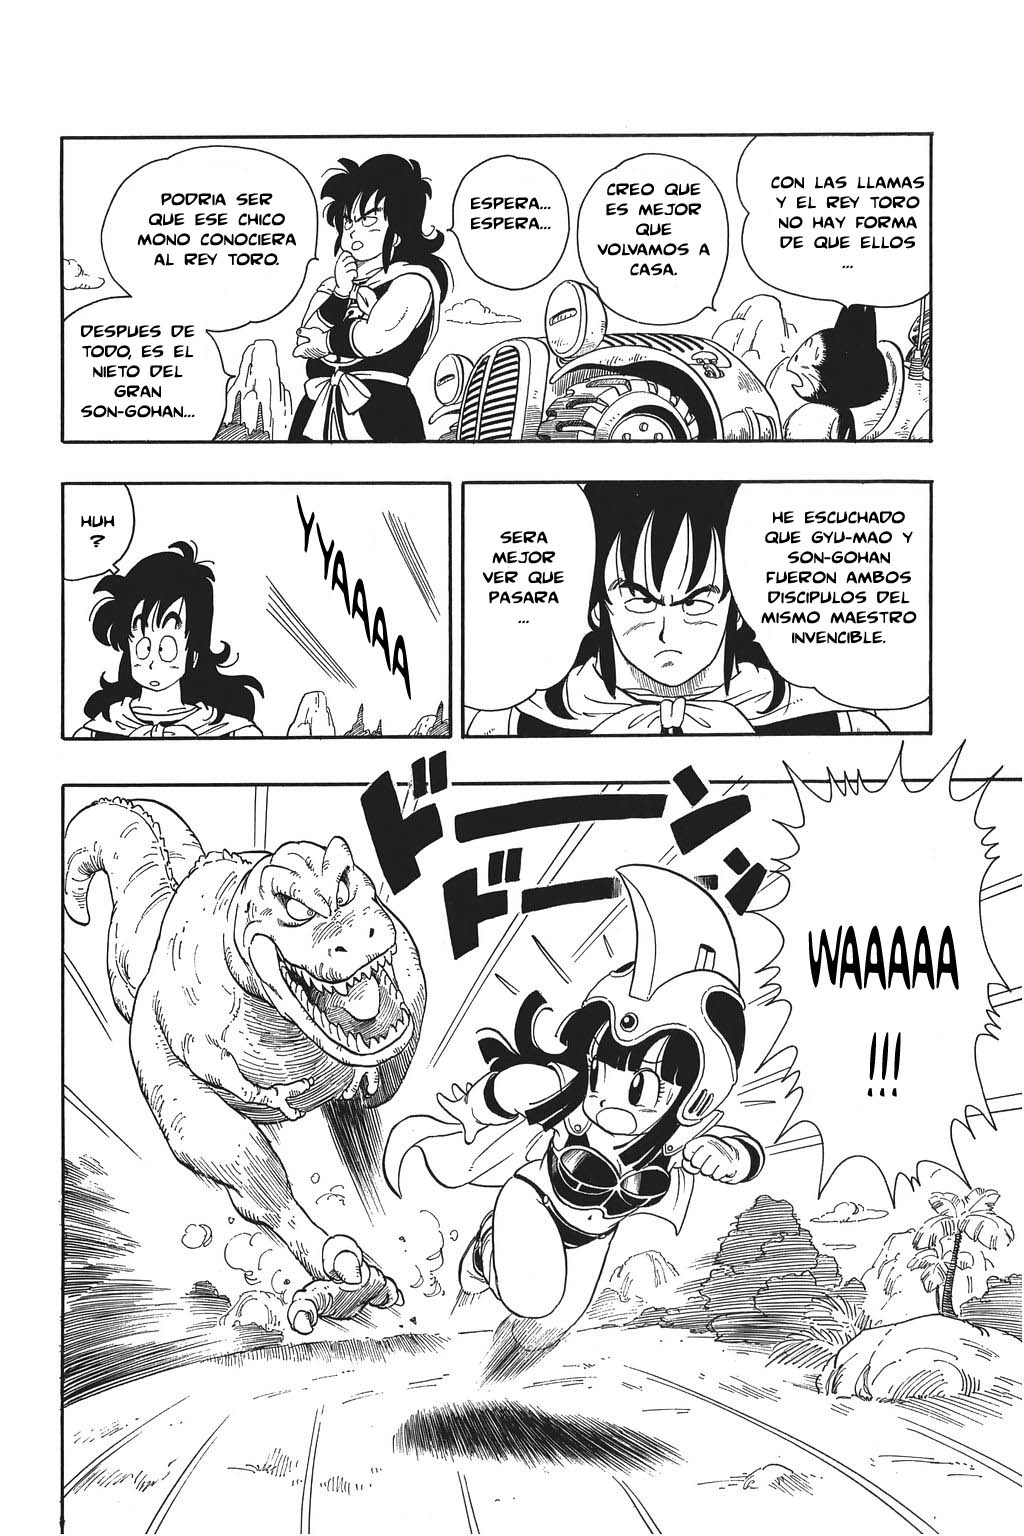 CON LAS LLAMAS
Y EL REY TORO
NO HAY FORMA
DE QUE ELLOS
...
CREO QUE
ES MEJOR
QUE
VOLVAMOS A
CASA.
ESPERA...
ESPERA...
PODRIA SER
QUE ESE CHICO
MONO CONOCIERA
AL REY TORO.
DESPUES DE
TODO, ES EL
NIETO DEL
GRAN
SON-GOHAN...
HE ESCUCHADO
QUE GYU-MAO Y
SON-GOHAN
FUERON AMBOS
DISCIPULOS DEL
MISMO MAESTRO
INVENCIBLE.
SERA
MEJOR
VER QUE
PASARA
...
YYAAAAA
HUH
?
ドーン
ドーン
WAAAAA
!!!